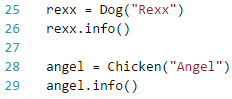 25 rexx = Dog("Rexx")
26 rexx.info()
27
28 angel = Chicken("Angel")
29 angel.info()